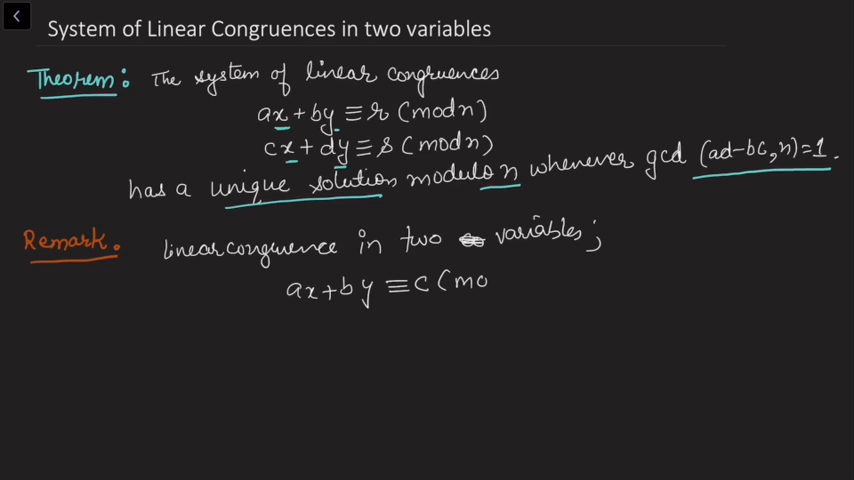 System of Linear Congruences in two variables
Theorem: The system of linear congruences
ax + by ≡ r (mod n)
cx + dy ≡ s (mod n)
has a unique solution modulo n whenever gcd (ad-bc, n)=1.
Remark. linear congruence in two variables;
ax+by ≡ c (mo